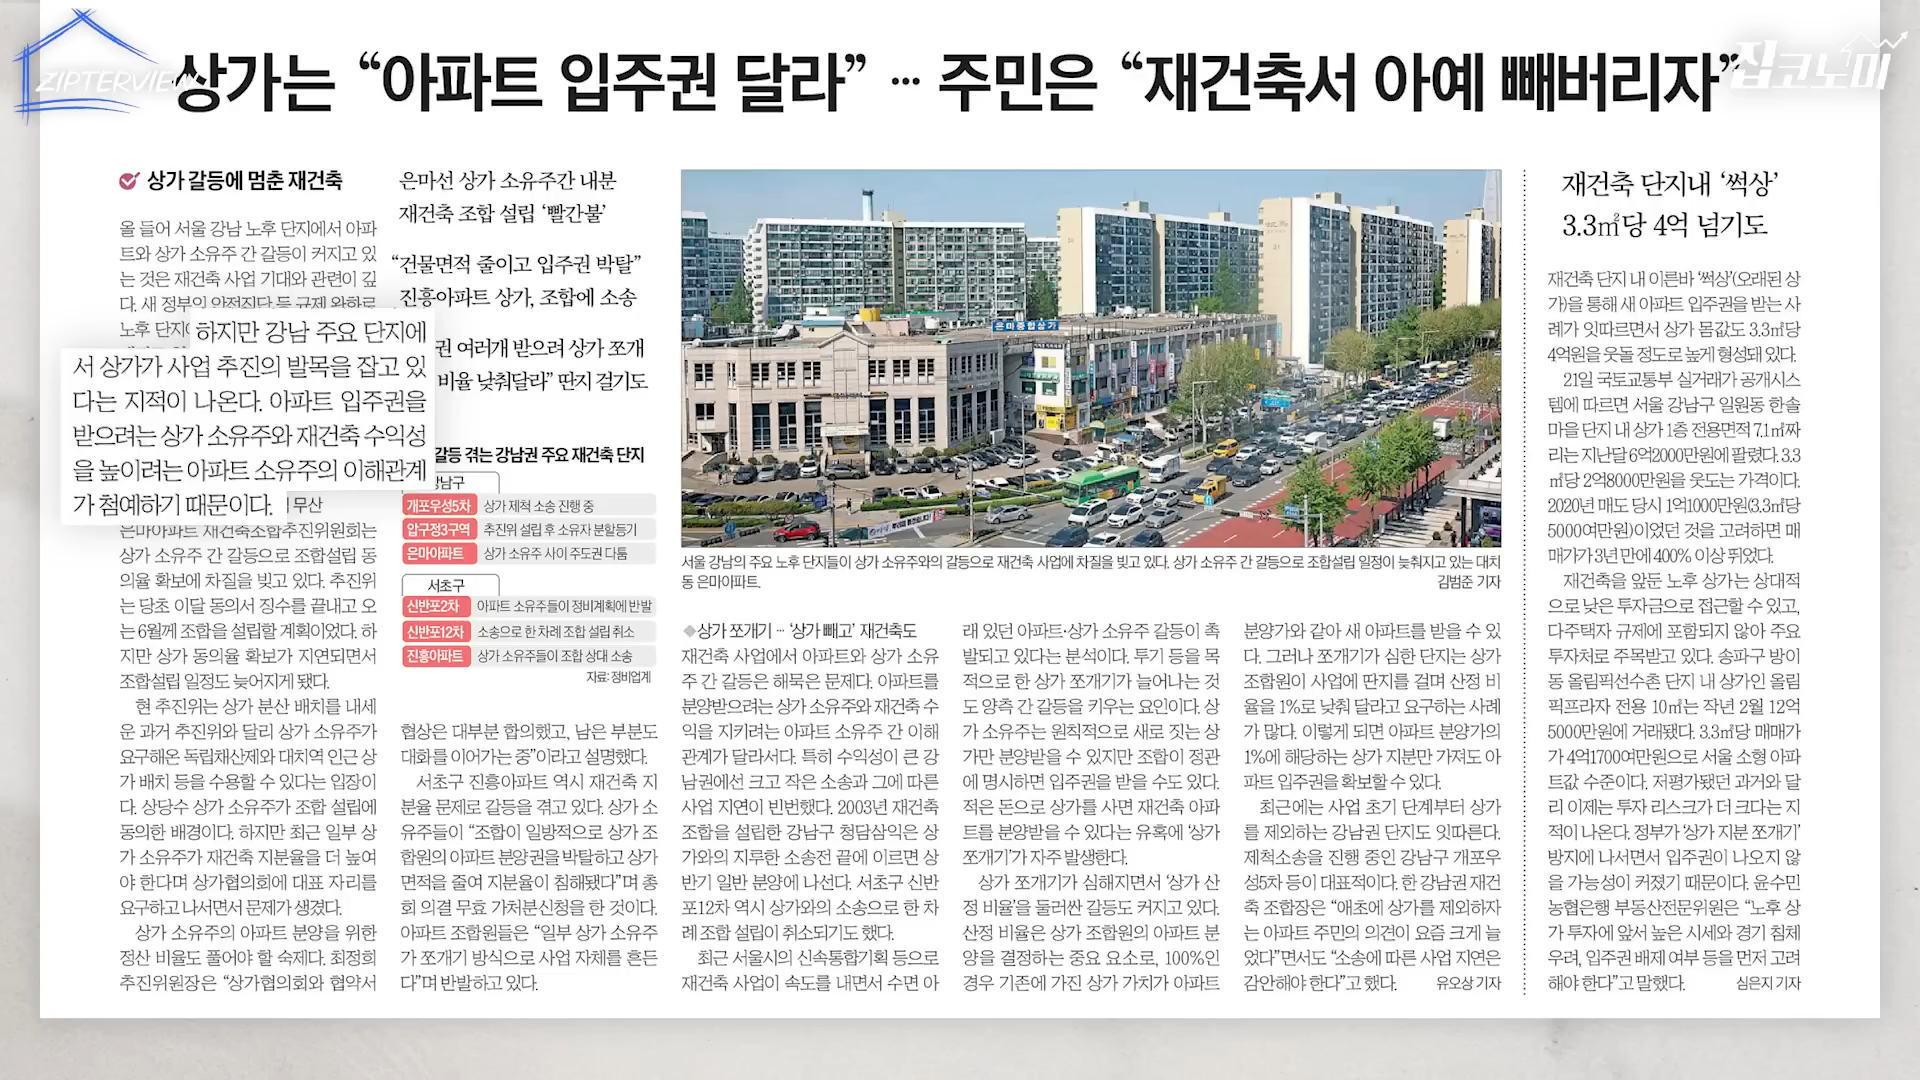 ZIPTERVIEW
집코노미
상가는 “아파트 입주권 달라” … 주민은 “재건축서 아예 빼버리자”
상가 갈등에 멈춘 재건축
올 들어 서울 강남 노후 단지에서 아파
트와 상가 소유주 간 갈등이 커지고 있
는 것은 재건축 사업 기대와 관련이 깊
다. 새 정부의 안전진단 등 규제 완화로
노후 단지
하지만 강남 주요 단지에
서 상가가 사업 추진의 발목을 잡고 있
다는 지적이 나온다. 아파트 입주권을
받으려는 상가 소유주와 재건축 수익성
을 높이려는 아파트 소유주의 이해관계
가 첨예하기 때문이다.
무산
은마아파트 재건축조합추진위원회는
상가 소유주 간 갈등으로 조합설립 동
의율 확보에 차질을 빚고 있다. 추진위
는 당초 이달 동의서 징수를 끝내고 오
는 6월께 조합을 설립할 계획이었다. 하
지만 상가 동의율 확보가 지연되면서
조합설립 일정도 늦어지게 됐다.
현 추진위는 상가 분산 배치를 내세
운 과거 추진위와 달리 상가 소유주가
요구해온 독립채산제와 대치역 인근 상
가 배치 등을 수용할 수 있다는 입장이
다. 상당수 상가 소유주가 조합 설립에
동의한 배경이다. 하지만 최근 일부 상
가 소유주가 재건축 지분율을 더 높여
야 한다며 상가협의회에 대표 자리를
요구하고 나서면서 문제가 생겼다.
상가 소유주의 아파트 분양을 위한
정산 비율도 풀어야 할 숙제다. 최정희
추진위원장은 “상가협의회와 협약서
은마선 상가 소유주간 내분
재건축 조합 설립 ‘빨간불’
“건물면적 줄이고 입주권 박탈”
진흥아파트 상가, 조합에 소송
권 여러개 받으려 상가 쪼개
비율 낮춰달라” 딴지 걸기도
갈등 겪는 강남권 주요 재건축 단지
강남구
개포우성5차 상가 제척 소송 진행 중
압구정3구역 추진위 설립 후 소유자 분할등기
은마아파트 상가 소유주 사이 주도권 다툼
서초구
신반포2차 아파트 소유주들이 정비계획에 반발
신반포12차 소송으로 한 차례 조합 설립 취소
진흥아파트 상가 소유주들이 조합 상대 소송
자료: 정비업계
협상은 대부분 합의했고, 남은 부분도
대화를 이어가는 중”이라고 설명했다.
서초구 진흥아파트 역시 재건축 지
분율 문제로 갈등을 겪고 있다. 상가 소
유주들이 “조합이 일방적으로 상가 조
합원의 아파트 분양권을 박탈하고 상가
면적을 줄여 지분율이 침해됐다”며 총
회 의결 무효 가처분신청을 한 것이다.
아파트 조합원들은 “일부 상가 소유주
가 쪼개기 방식으로 사업 자체를 흔든
다”며 반발하고 있다.
은마종합상가
서울 강남의 주요 노후 단지들이 상가 소유주와의 갈등으로 재건축 사업에 차질을 빚고 있다. 상가 소유주 간 갈등으로 조합설립 일정이 늦춰지고 있는 대치
동 은마아파트. 김범준 기자
◆상가 쪼개기 … ‘상가 빼고’ 재건축도
재건축 사업에서 아파트와 상가 소유
주 간 갈등은 해묵은 문제다. 아파트를
분양받으려는 상가 소유주와 재건축 수
익을 지키려는 아파트 소유주 간 이해
관계가 달라서다. 특히 수익성이 큰 강
남권에선 크고 작은 소송과 그에 따른
사업 지연이 빈번했다. 2003년 재건축
조합을 설립한 강남구 청담삼익은 상
가와의 지루한 소송전 끝에 이르면 상
반기 일반 분양에 나선다. 서초구 신반
포12차 역시 상가와의 소송으로 한 차
례 조합 설립이 취소되기도 했다.
최근 서울시의 신속통합기획 등으로
재건축 사업이 속도를 내면서 수면 아
래 있던 아파트·상가 소유주 갈등이 촉
발되고 있다는 분석이다. 투기 등을 목
적으로 한 상가 쪼개기가 늘어나는 것
도 양측 간 갈등을 키우는 요인이다. 상
가 소유주는 원칙적으로 새로 짓는 상
가만 분양받을 수 있지만 조합이 정관
에 명시하면 입주권을 받을 수도 있다.
적은 돈으로 상가를 사면 재건축 아파
트를 분양받을 수 있다는 유혹에 ‘상가
쪼개기’가 자주 발생한다.
상가 쪼개기가 심해지면서 ‘상가 산
정 비율’을 둘러싼 갈등도 커지고 있다.
산정 비율은 상가 조합원의 아파트 분
양을 결정하는 중요 요소로, 100%인
경우 기존에 가진 상가 가치가 아파트
분양가와 같아 새 아파트를 받을 수 있
다. 그러나 쪼개기가 심한 단지는 상가
조합원이 사업에 딴지를 걸며 산정 비
율을 1%로 낮춰 달라고 요구하는 사례
가 많다. 이렇게 되면 아파트 분양가의
1%에 해당하는 상가 지분만 가져도 아
파트 입주권을 확보할 수 있다.
최근에는 사업 초기 단계부터 상가
를 제외하는 강남권 단지도 잇따른다.
제척소송을 진행 중인 강남구 개포우
성5차 등이 대표적이다. 한 강남권 재건
축 조합장은 “애초에 상가를 제외하자
는 아파트 주민의 의견이 요즘 크게 늘
었다”면서도 “소송에 따른 사업 지연은
감안해야 한다”고 했다. 유오상 기자
재건축 단지내 ‘썩상’
3.3㎡당 4억 넘기도
재건축 단지 내 이른바 ‘썩상’(오래된 상
가)을 통해 새 아파트 입주권을 받는 사
례가 잇따르면서 상가 몸값도 3.3㎡당
4억원을 웃돌 정도로 높게 형성돼 있다.
21일 국토교통부 실거래가 공개시스
템에 따르면 서울 강남구 일원동 한솔
마을 단지 내 상가 1층 전용면적 7.1㎡짜
리는 지난달 6억2000만원에 팔렸다. 3.3
㎡당 2억8000만원을 웃도는 가격이다.
2020년 매도 당시 1억1000만원(3.3㎡당
5000여만원)이었던 것을 고려하면 매
매가가 3년 만에 400% 이상 뛰었다.
재건축을 앞둔 노후 상가는 상대적
으로 낮은 투자금으로 접근할 수 있고,
다주택자 규제에 포함되지 않아 주요
투자처로 주목받고 있다. 송파구 방이
동 올림픽선수촌 단지 내 상가인 올림
픽프라자 전용 10㎡는 작년 2월 12억
5000만원에 거래됐다. 3.3㎡당 매매가
가 4억1700여만원으로 서울 소형 아파
트값 수준이다. 저평가됐던 과거와 달
리 이제는 투자 리스크가 더 크다는 지
적이 나온다. 정부가 ‘상가 지분 쪼개기’
방지에 나서면서 입주권이 나오지 않
을 가능성이 커졌기 때문이다. 윤수민
농협은행 부동산전문위원은 “노후 상
가 투자에 앞서 높은 시세와 경기 침체
우려, 입주권 배제 여부 등을 먼저 고려
해야 한다”고 말했다. 심은지 기자